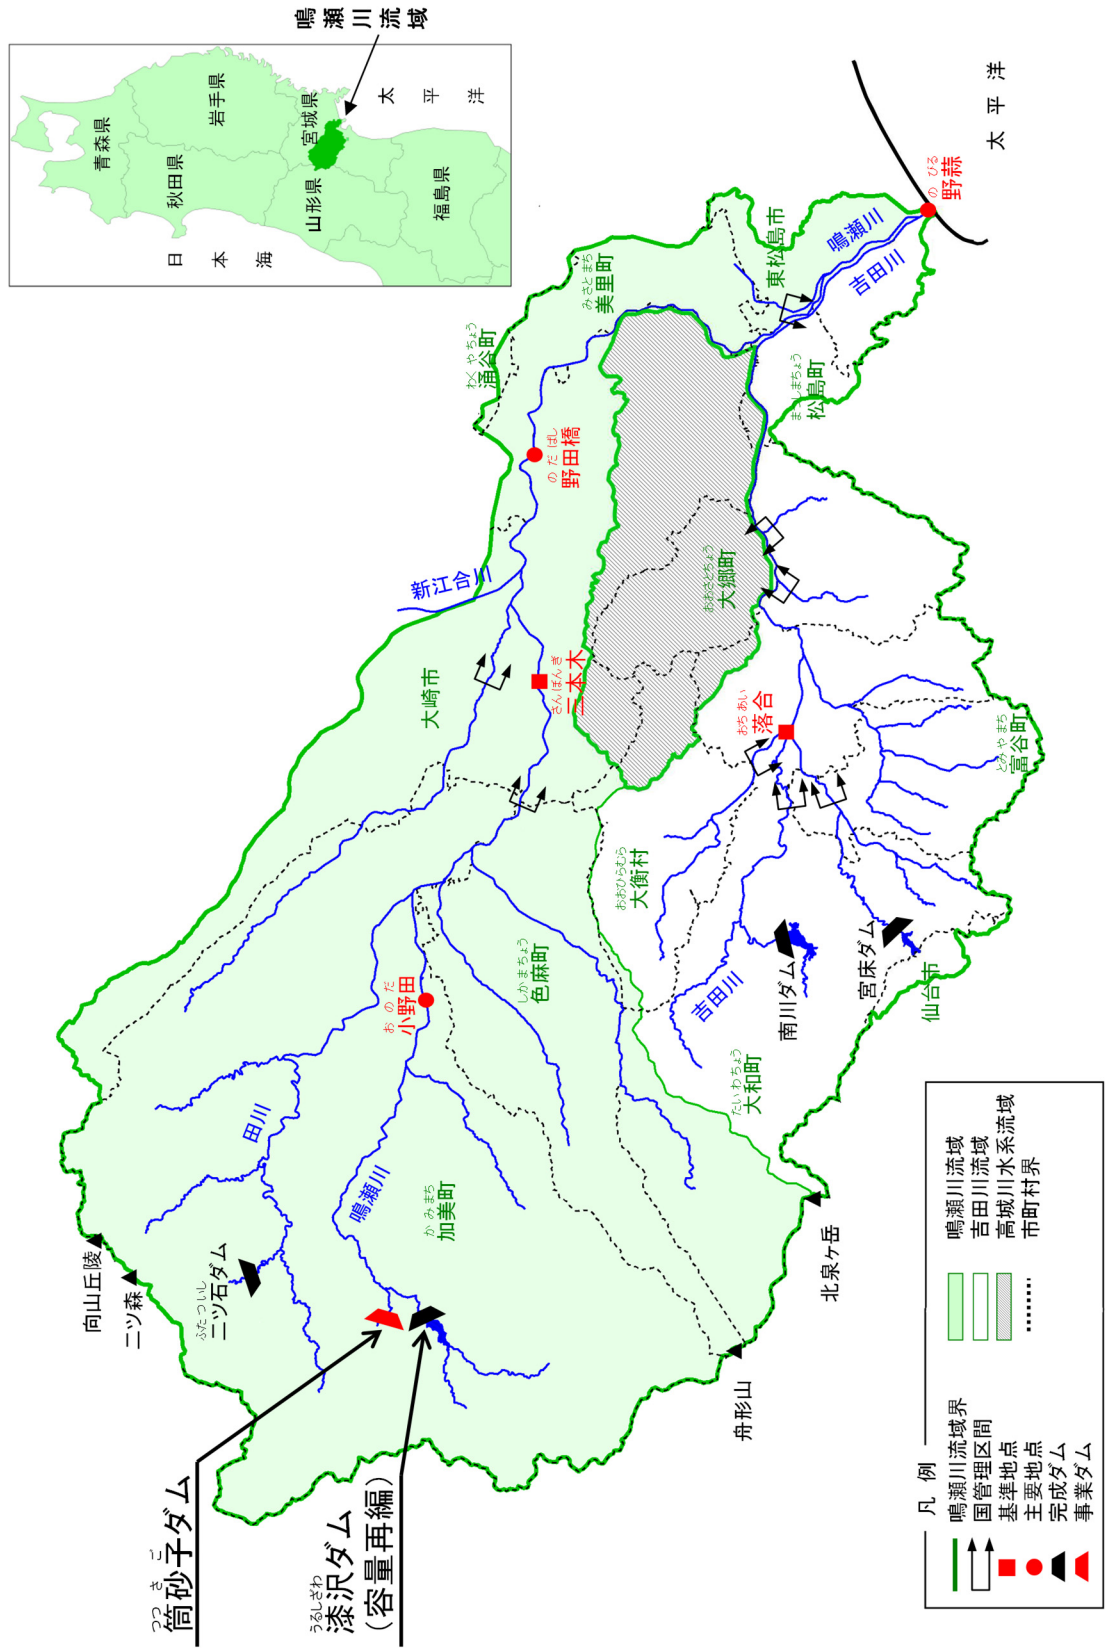 鳴瀬川流域
青森県
秋田県
岩手県
宮城県
山形県
福島県
日本海
太平洋
向山丘陵
二ツ森
ふたついし
二ツ石ダム
つつさご
筒砂子ダム
うるしざわ
漆沢ダム
(容量再編)
田川
鳴瀬川
かみまち
加美町
おのだ
小野田
しかまちょう
色麻町
大崎市
新江合川
さんぼんぎ
三本木
のだばし
野田橋
わくやちょう
涌谷町
みさとまち
美里町
東松島市
鳴瀬川
吉田川
のびる
野蒜
太平洋
まつしまちょう
松島町
おおさとちょう
大郷町
おちあい
落合
とみやまち
富谷町
おおひらむら
大衡村
吉田川
南川ダム
宮床ダム
仙台市
たいわちょう
大和町
北泉ヶ岳
舟形山
凡例
鳴瀬川流域界
国管理区間
基準地点
主要地点
完成ダム
事業ダム
鳴瀬川流域
吉田川流域
高城川水系流域
市町村界